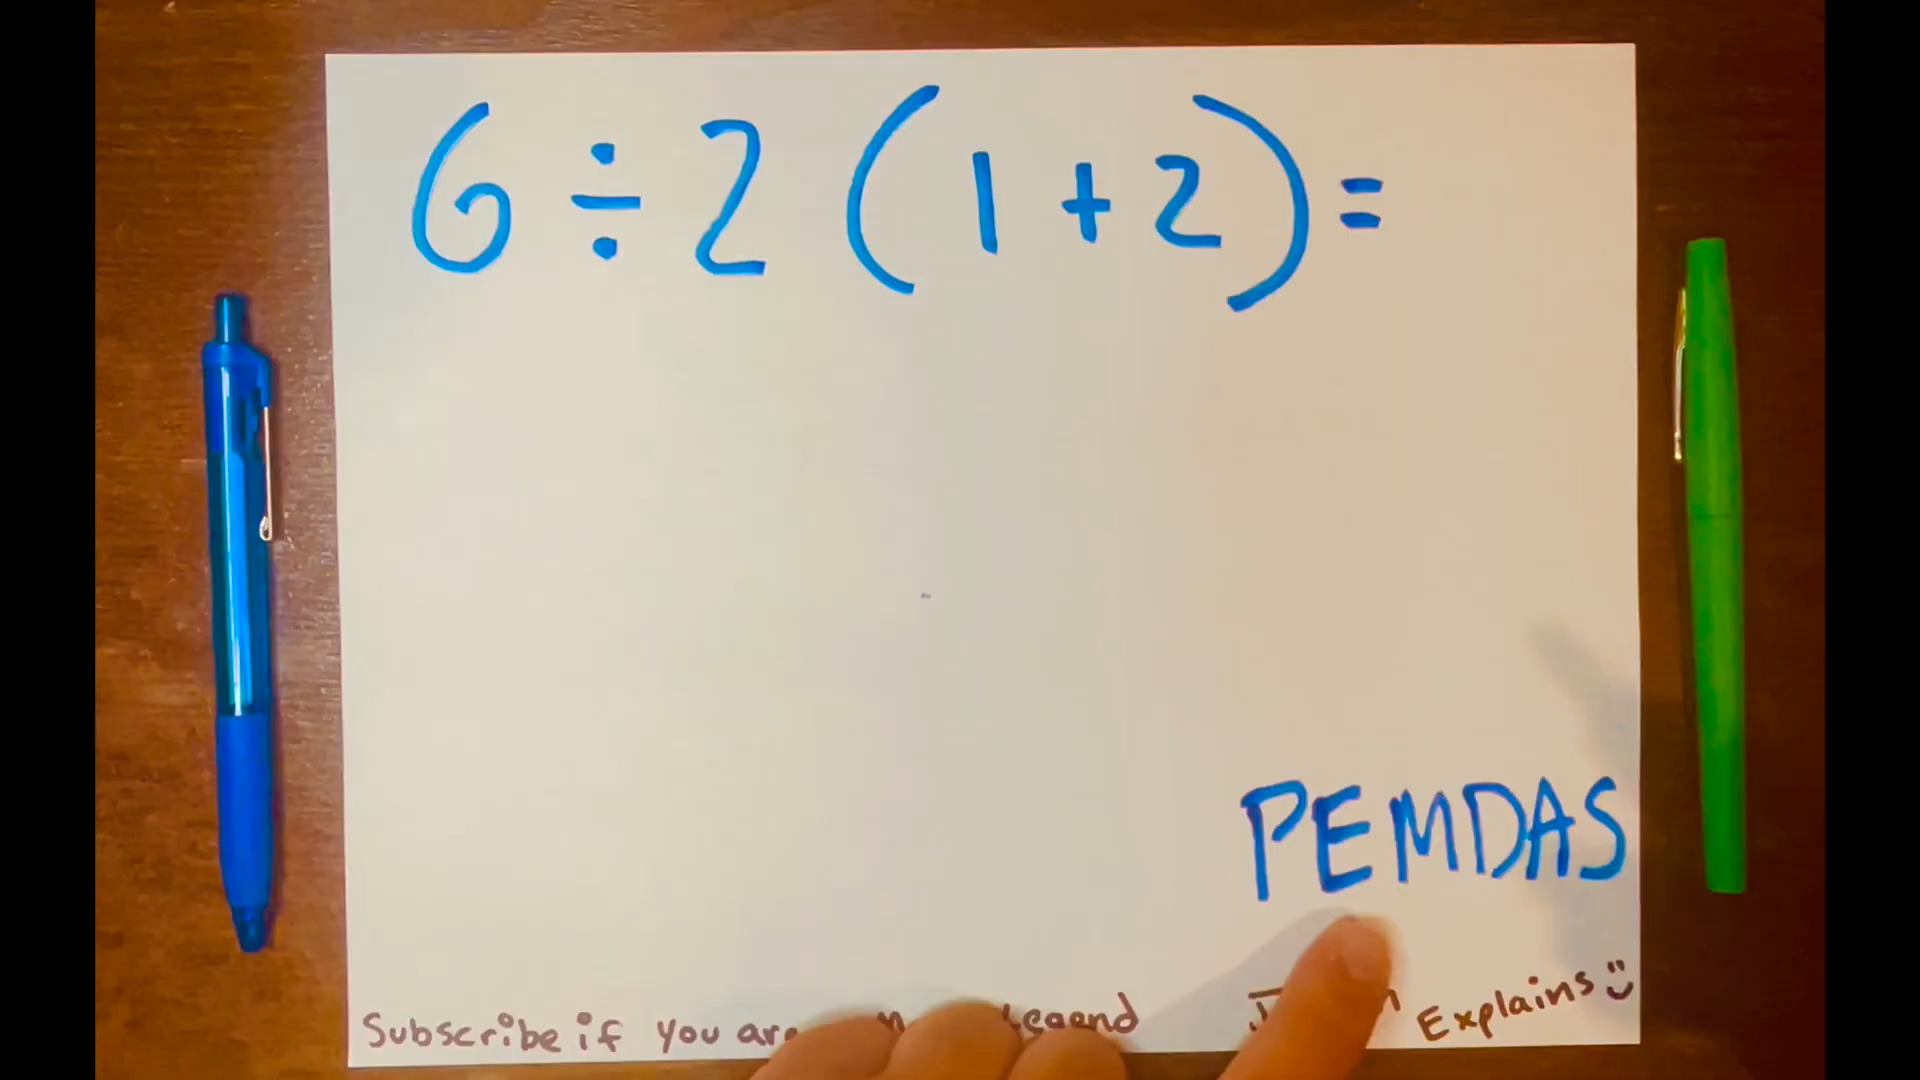 6 ÷ 2 (1 + 2) =
PEMDAS
Subscribe if you are
Explains